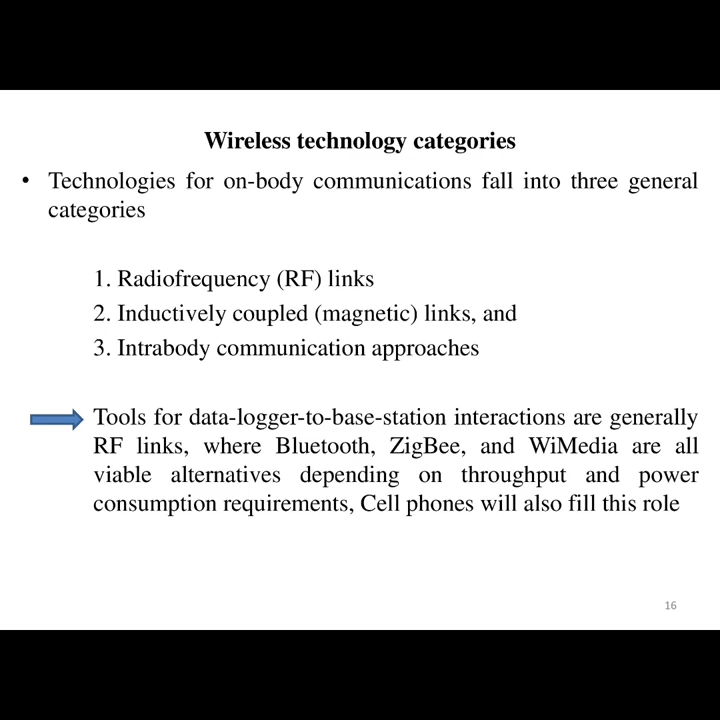 Wireless technology categories
• Technologies for on-body communications fall into three general
categories
1. Radiofrequency (RF) links
2. Inductively coupled (magnetic) links, and
3. Intrabody communication approaches
Tools for data-logger-to-base-station interactions are generally
RF links, where Bluetooth, ZigBee, and WiMedia are all
viable alternatives depending on throughput and power
consumption requirements, Cell phones will also fill this role
16